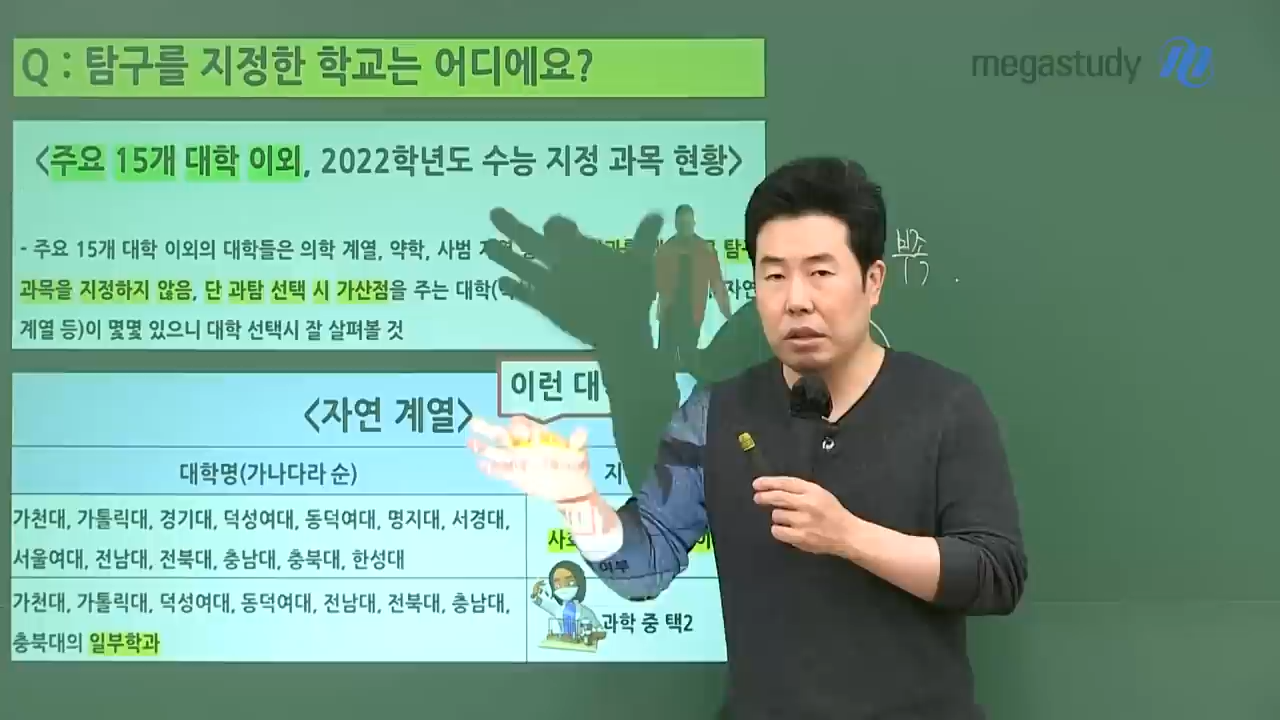 Q : 탐구를 지정한 학교는 어디에요?
megastudy
<주요 15개 대학 이외, 2022학년도 수능 지정 과목 현황>
- 주요 15개 대학 이외의 대학들은 의학 계열, 약학, 사범 탐구
과목을 지정하지 않음, 단 과탐 선택 시 가산점을 주는 대학( 자연
계열 등)이 몇몇 있으니 대학 선택시 잘 살펴볼 것
부족
이런
<자연 계열>
대학명(가나다라 순)
가천대, 가톨릭대, 경기대, 덕성여대, 동덕여대, 명지대, 서경대,
서울여대, 전남대, 전북대, 충남대, 충북대, 한성대
여부
가천대, 가톨릭대, 덕성여대, 동덕여대, 전남대, 전북대, 충남대,
충북대의 일부학과
과학 중 택2